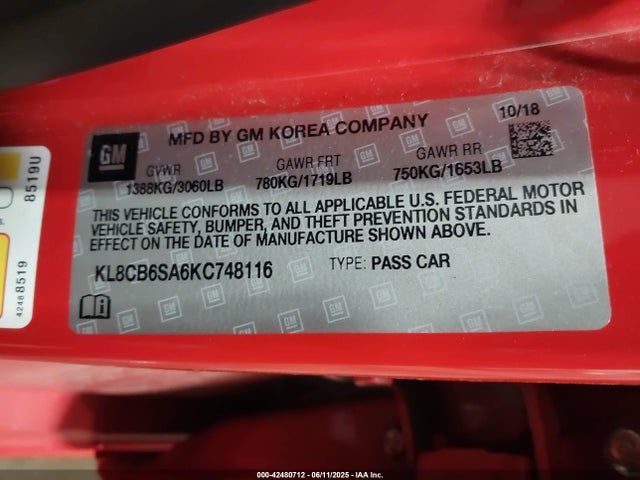 GM
MFD BY GM KOREA COMPANY
10/18
GVWR
GAWR FRT
GAWR RR
1388KG/3060LB
780KG/1719LB
750KG/1653LB
THIS VEHICLE CONFORMS TO ALL APPLICABLE U.S. FEDERAL MOTOR
VEHICLE SAFETY, BUMPER, AND THEFT PREVENTION STANDARDS IN
EFFECT ON THE DATE OF MANUFACTURE SHOWN ABOVE.
KL8CB6SA6KC748116
TYPE: PASS CAR
8519U
4248 8519
000-42480712 - 06/11/2025 - IAA Inc.